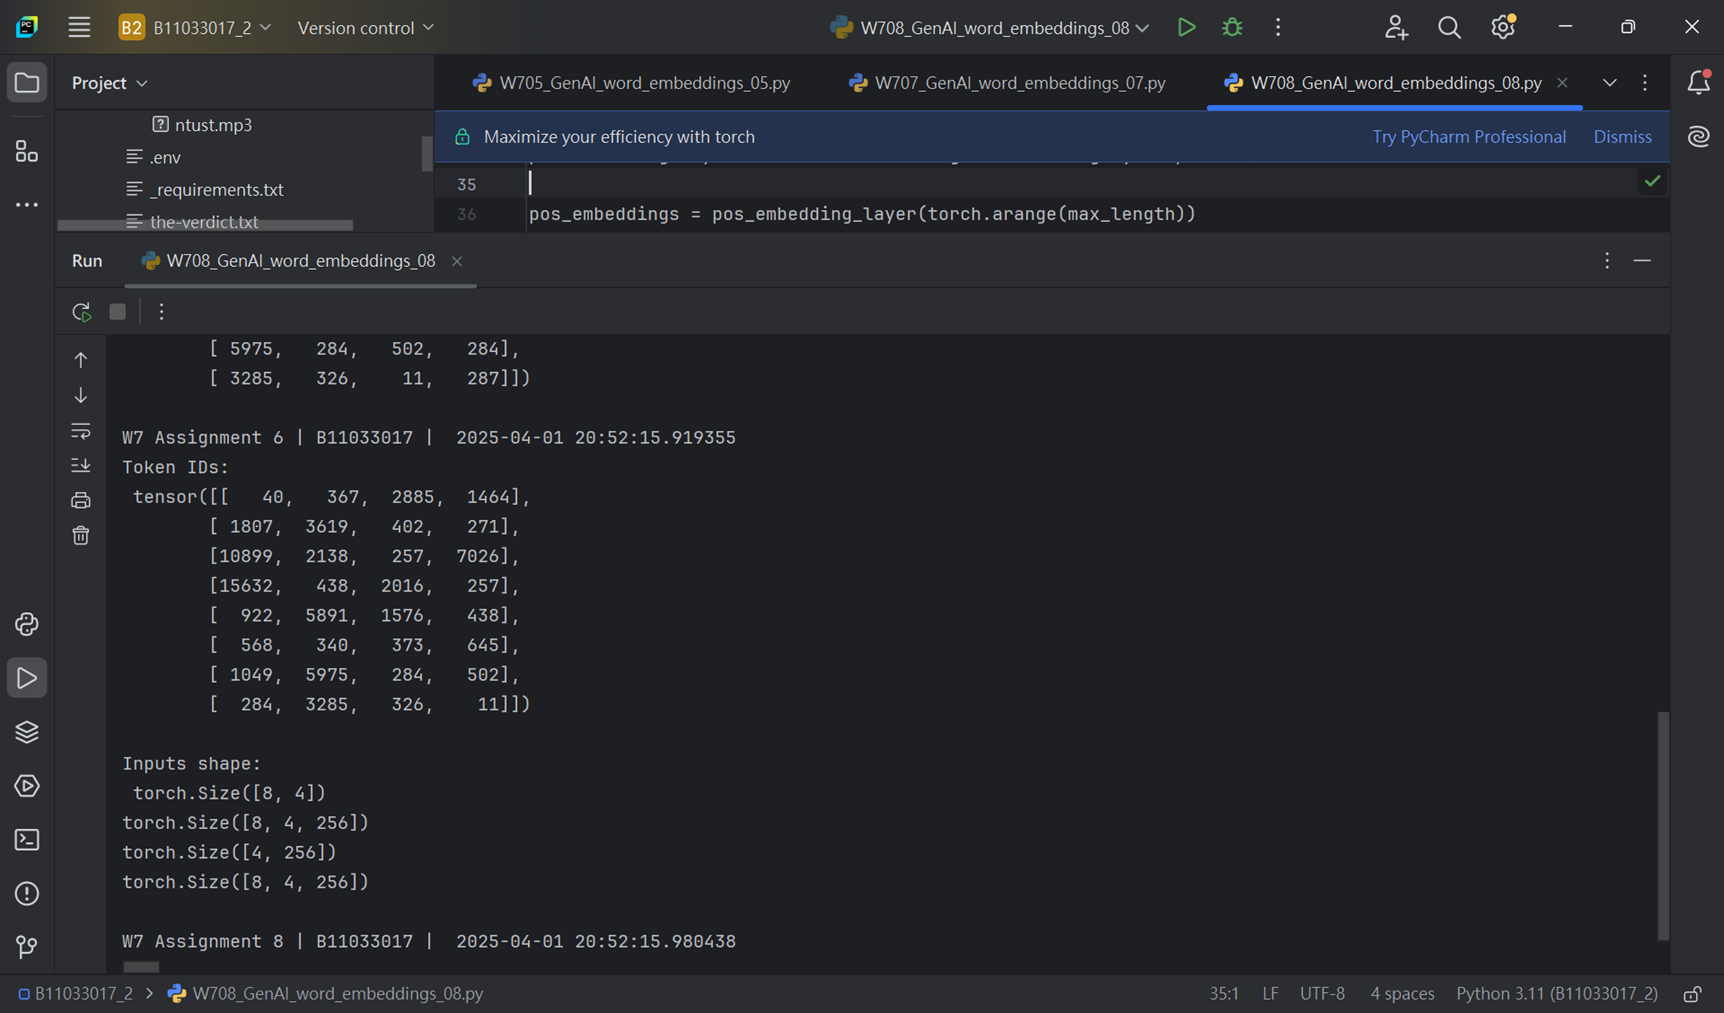 PC B2 B11033017_2 Version control W708_GenAI_word_embeddings_08
Project W705_GenAI_word_embeddings_05.py W707_GenAI_word_embeddings_07.py W708_GenAI_word_embeddings_08.py
ntust.mp3
Maximize your efficiency with torch Try PyCharm Professional Dismiss
.env
_requirements.txt
35
the-verdict.txt
36 pos_embeddings = pos_embedding_layer(torch.arange(max_length))
Run W708_GenAI_word_embeddings_08
[ 5975, 284, 502, 284],
[ 3285, 326, 11, 287]])
W7 Assignment 6 | B11033017 | 2025-04-01 20:52:15.919355
Token IDs:
tensor([[ 40, 367, 2885, 1464],
[ 1807, 3619, 402, 271],
[10899, 2138, 257, 7026],
[15632, 438, 2016, 257],
[ 922, 5891, 1576, 438],
[ 568, 340, 373, 645],
[ 1049, 5975, 284, 502],
[ 284, 3285, 326, 11]])
Inputs shape:
torch.Size([8, 4])
torch.Size([8, 4, 256])
torch.Size([4, 256])
torch.Size([8, 4, 256])
W7 Assignment 8 | B11033017 | 2025-04-01 20:52:15.980438
B11033017_2 > W708_GenAI_word_embeddings_08.py 35:1 LF UTF-8 4 spaces Python 3.11 (B11033017_2)